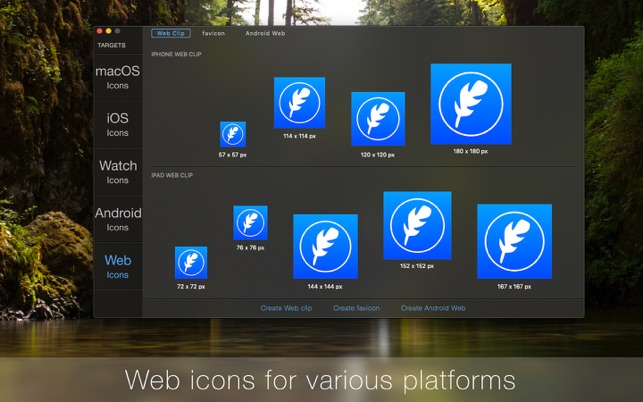 Web Clip favicon Android Web
TARGETS
IPHONE WEB CLIP
macOS
Icons
iOS
Icons
Watch
Icons
Android
Icons
Web
Icons
57 x 57 px
114 x 114 px
120 x 120 px
180 x 180 px
IPAD WEB CLIP
72 x 72 px
76 x 76 px
144 x 144 px
152 x 152 px
167 x 167 px
Create Web clip Create favicon Create Android Web
Web icons for various platforms